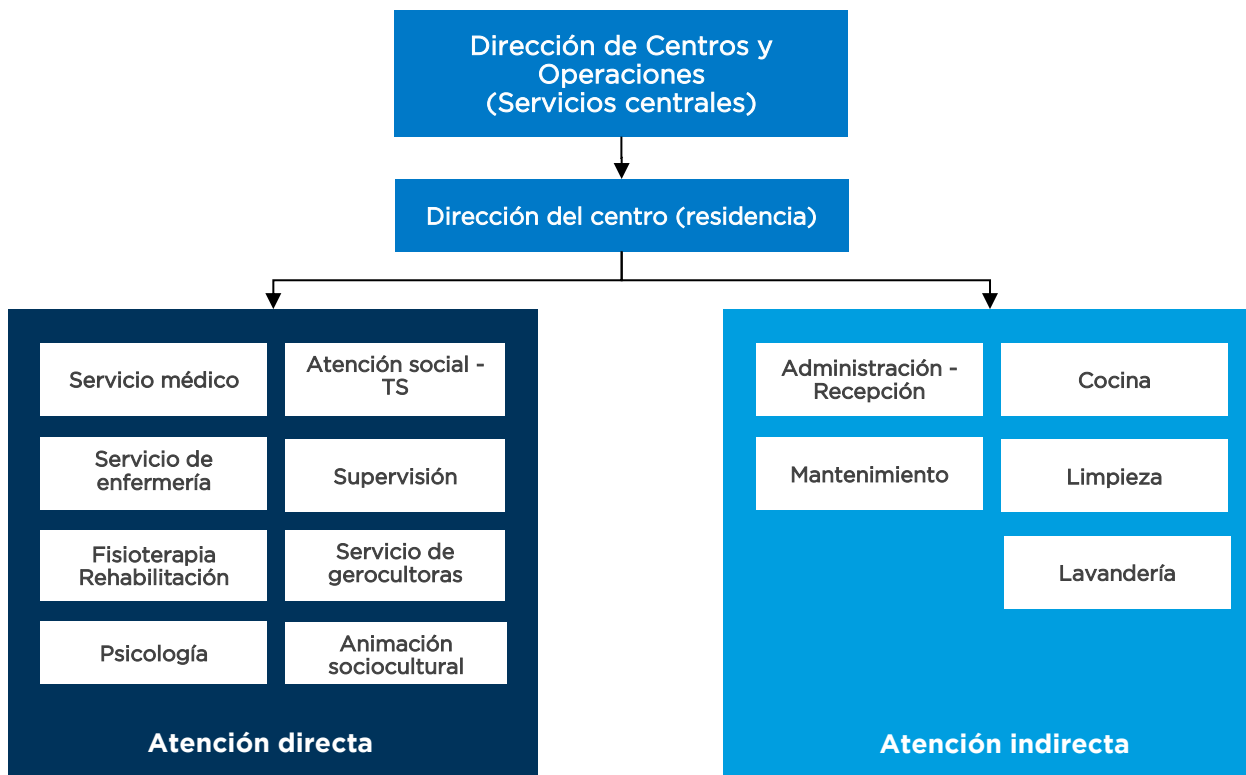 Dirección de Centros y
Operaciones
(Servicios centrales)
Dirección del centro (residencia)
Servicio médico
Atención social -
TS
Servicio de
enfermería
Supervisión
Fisioterapia
Rehabilitación
Servicio de
gerocultoras
Psicología
Animación
sociocultural
Atención directa
Administración -
Recepción
Cocina
Mantenimiento
Limpieza
Lavandería
Atención indirecta